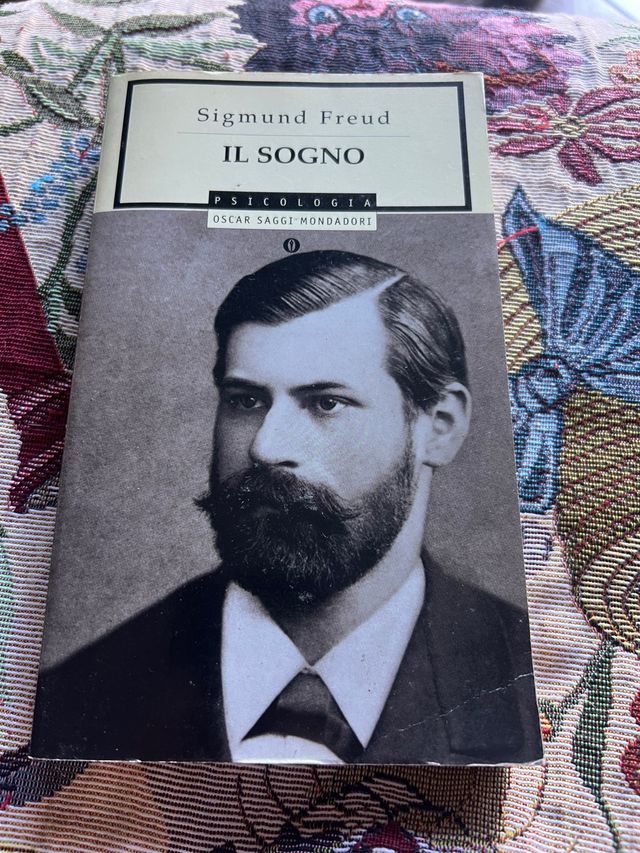 Sigmund Freud
IL SOGNO
PSICOLOGIA
OSCAR SAGGI MONDADORI